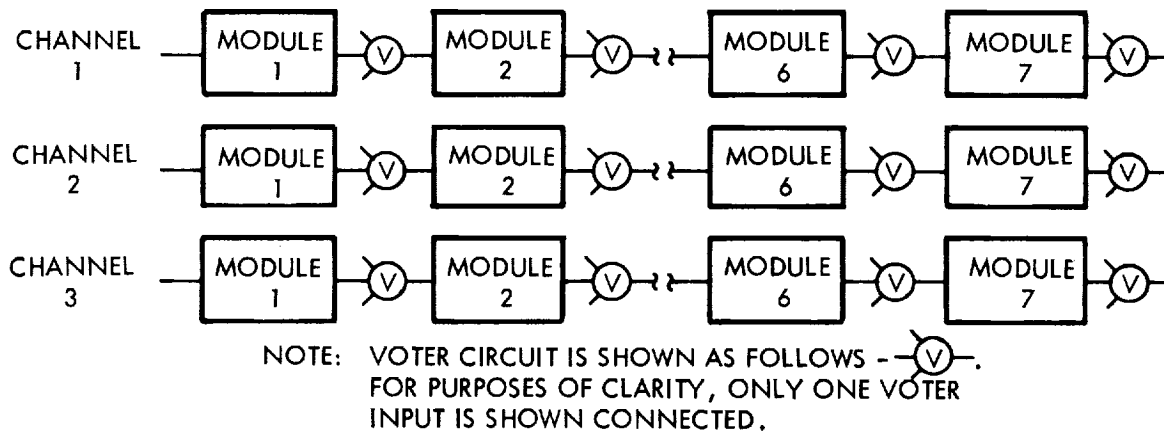 CHANNEL 1
MODULE 1
V
MODULE 2
V
MODULE 6
V
MODULE 7
V
CHANNEL 2
MODULE 1
V
MODULE 2
V
MODULE 6
V
MODULE 7
V
CHANNEL 3
MODULE 1
V
MODULE 2
V
MODULE 6
V
MODULE 7
V
NOTE: VOTER CIRCUIT IS SHOWN AS FOLLOWS - V .
FOR PURPOSES OF CLARITY, ONLY ONE VOTER
INPUT IS SHOWN CONNECTED.